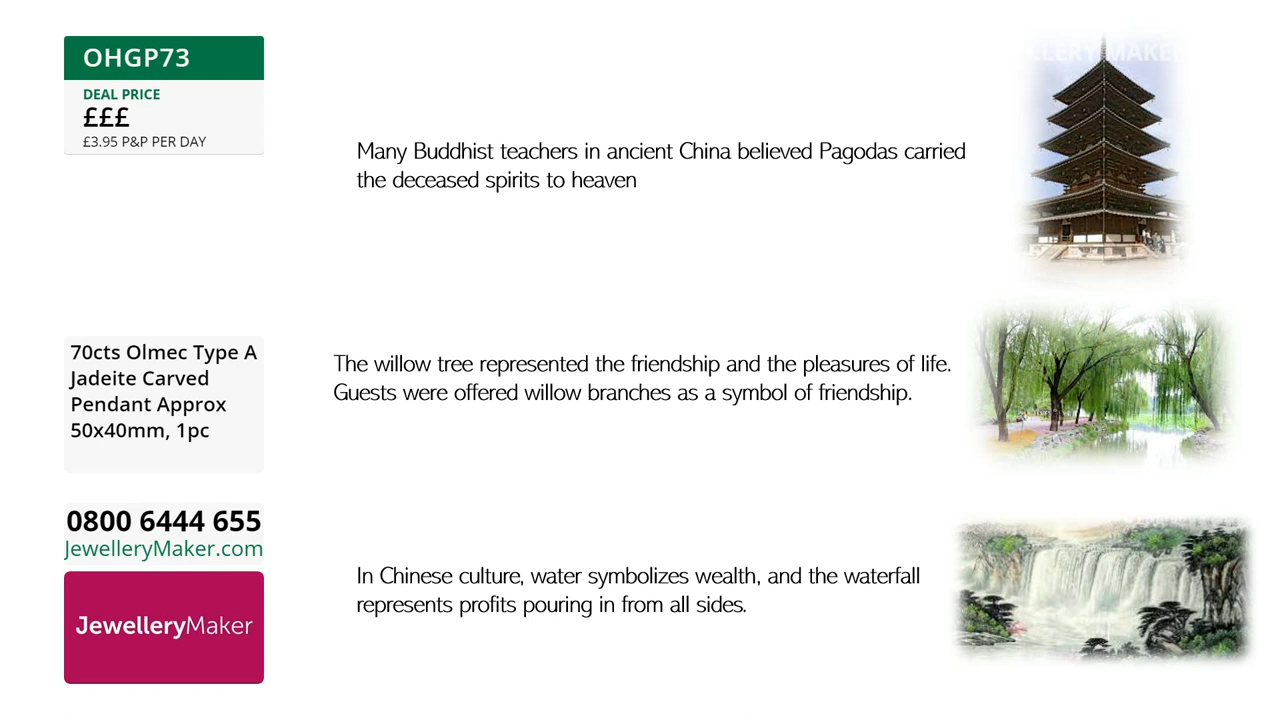 OHGP73
DEAL PRICE
£££
£3.95 P&P PER DAY
Many Buddhist teachers in ancient China believed Pagodas carried
the deceased spirits to heaven
70cts Olmec Type A
Jadeite Carved
Pendant Approx
50x40mm, 1pc
The willow tree represented the friendship and the pleasures of life.
Guests were offered willow branches as a symbol of friendship.
0800 6444 655
JewelleryMaker.com
JewelleryMaker
In Chinese culture, water symbolizes wealth, and the waterfall
represents profits pouring in from all sides.